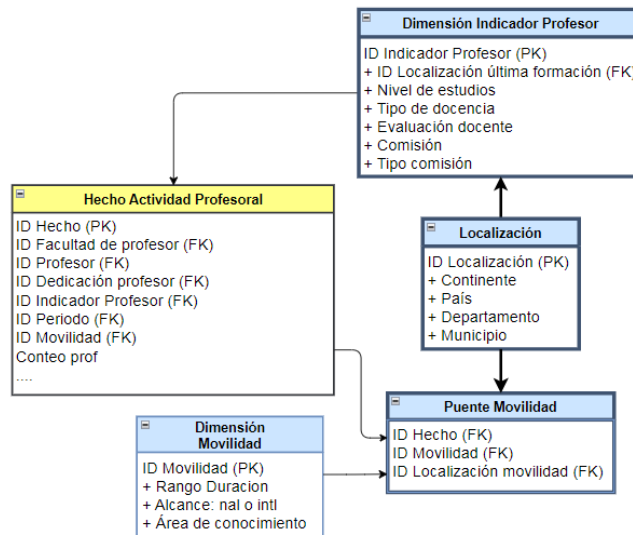 Dimensión Indicador Profesor
ID Indicador Profesor (PK)
+ ID Localización última formación (FK)
+ Nivel de estudios
+ Tipo de docencia
+ Evaluación docente
+ Comisión
+ Tipo comisión
Hecho Actividad Profesoral
ID Hecho (PK)
ID Facultad de profesor (FK)
ID Profesor (FK)
ID Dedicación profesor (FK)
ID Indicador Profesor (FK)
ID Periodo (FK)
ID Movilidad (FK)
Conteo prof
....
Localización
ID Localización (PK)
+ Continente
+ País
+ Departamento
+ Municipio
Puente Movilidad
ID Hecho (FK)
ID Movilidad (FK)
ID Localización movilidad (FK)
Dimensión
Movilidad
ID Movilidad (PK)
+ Rango Duracion
+ Alcance: nal o intl
+ Área de conocimiento